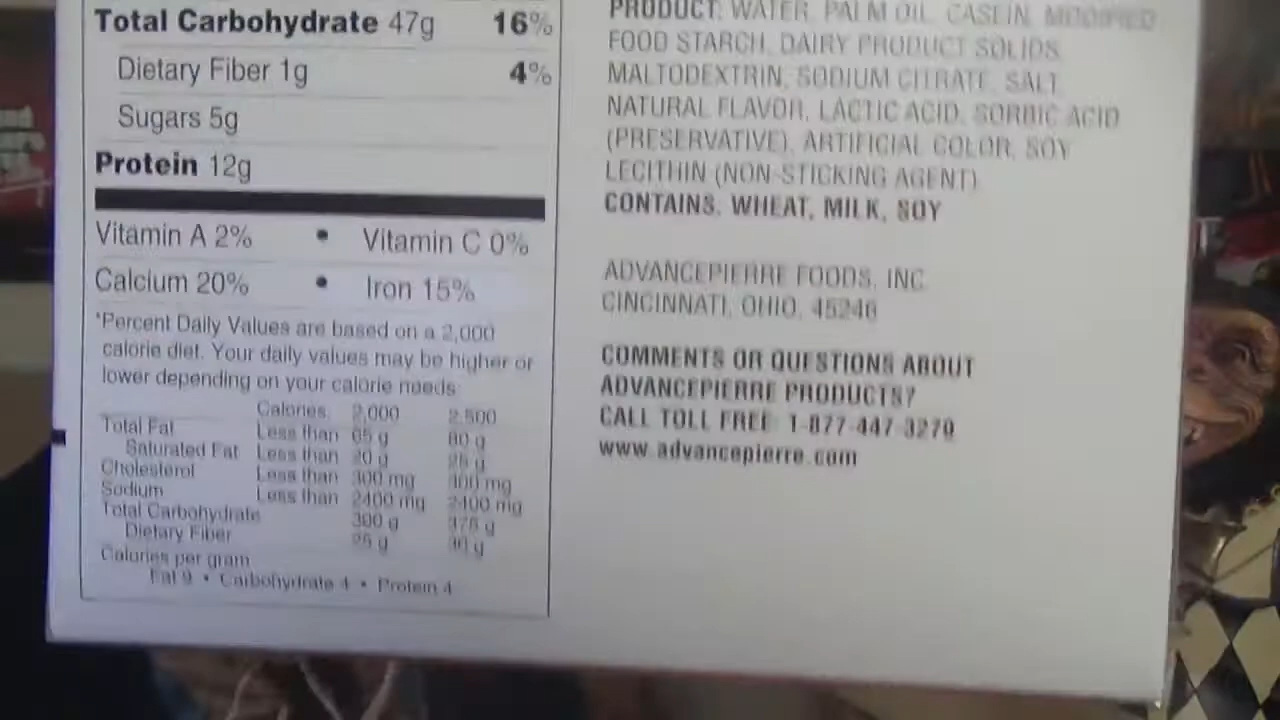 Total Carbohydrate 47g 16%
Dietary Fiber 1g 4%
Sugars 5g
Protein 12g
Vitamin A 2% • Vitamin C 0%
Calcium 20% • Iron 15%
*Percent Daily Values are based on a 2,000
calorie diet. Your daily values may be higher or
lower depending on your calorie needs:
Calories: 2,000 2,500
Total Fat Less than 65 g 80 g
Saturated Fat Less than 20 g 25 g
Cholesterol Less than 300 mg 300 mg
Sodium Less than 2400 mg 2400 mg
Total Carbohydrate 300 g 375 g
Dietary Fiber 25 g 30 g
Calories per gram
Fat 9 • Carbohydrate 4 • Protein 4
PRODUCT: WATER, PALM OIL, CASEIN, MODIFIED
FOOD STARCH, DAIRY PRODUCT SOLIDS,
MALTODEXTRIN, SODIUM CITRATE, SALT,
NATURAL FLAVOR, LACTIC ACID, SORBIC ACID
(PRESERVATIVE), ARTIFICIAL COLOR, SOY
LECITHIN (NON-STICKING AGENT)
CONTAINS: WHEAT, MILK, SOY
ADVANCEPIERRE FOODS, INC.
CINCINNATI, OHIO, 45246
COMMENTS OR QUESTIONS ABOUT
ADVANCEPIERRE PRODUCTS?
CALL TOLL FREE: 1-877-447-3279
www.advancepierre.com